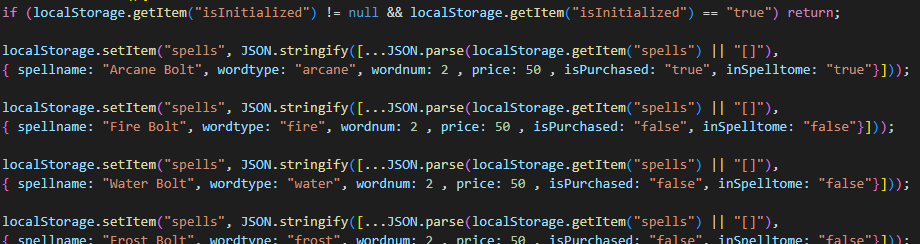 if (localStorage.getItem("isInitialized") != null && localStorage.getItem("isInitialized") == "true") return;
localStorage.setItem("spells", JSON.stringify([...JSON.parse(localStorage.getItem("spells") || "[]"),
{ spellname: "Arcane Bolt", wordtype: "arcane", wordnum: 2 , price: 50 , isPurchased: "true", inSpelltome: "true"}]));
localStorage.setItem("spells", JSON.stringify([...JSON.parse(localStorage.getItem("spells") || "[]"),
{ spellname: "Fire Bolt", wordtype: "fire", wordnum: 2 , price: 50 , isPurchased: "false", inSpelltome: "false"}]));
localStorage.setItem("spells", JSON.stringify([...JSON.parse(localStorage.getItem("spells") || "[]"),
{ spellname: "Water Bolt", wordtype: "water", wordnum: 2 , price: 50 , isPurchased: "false", inSpelltome: "false"}]));
localStorage.setItem("spells", JSON.stringify([...JSON.parse(localStorage.getItem("spells") || "[]"),
{ spellname: "Frost Bolt", wordtype: "frost", wordnum: 2 , price: 50 , isPurchased: "false", inSpelltome: "false"}]));